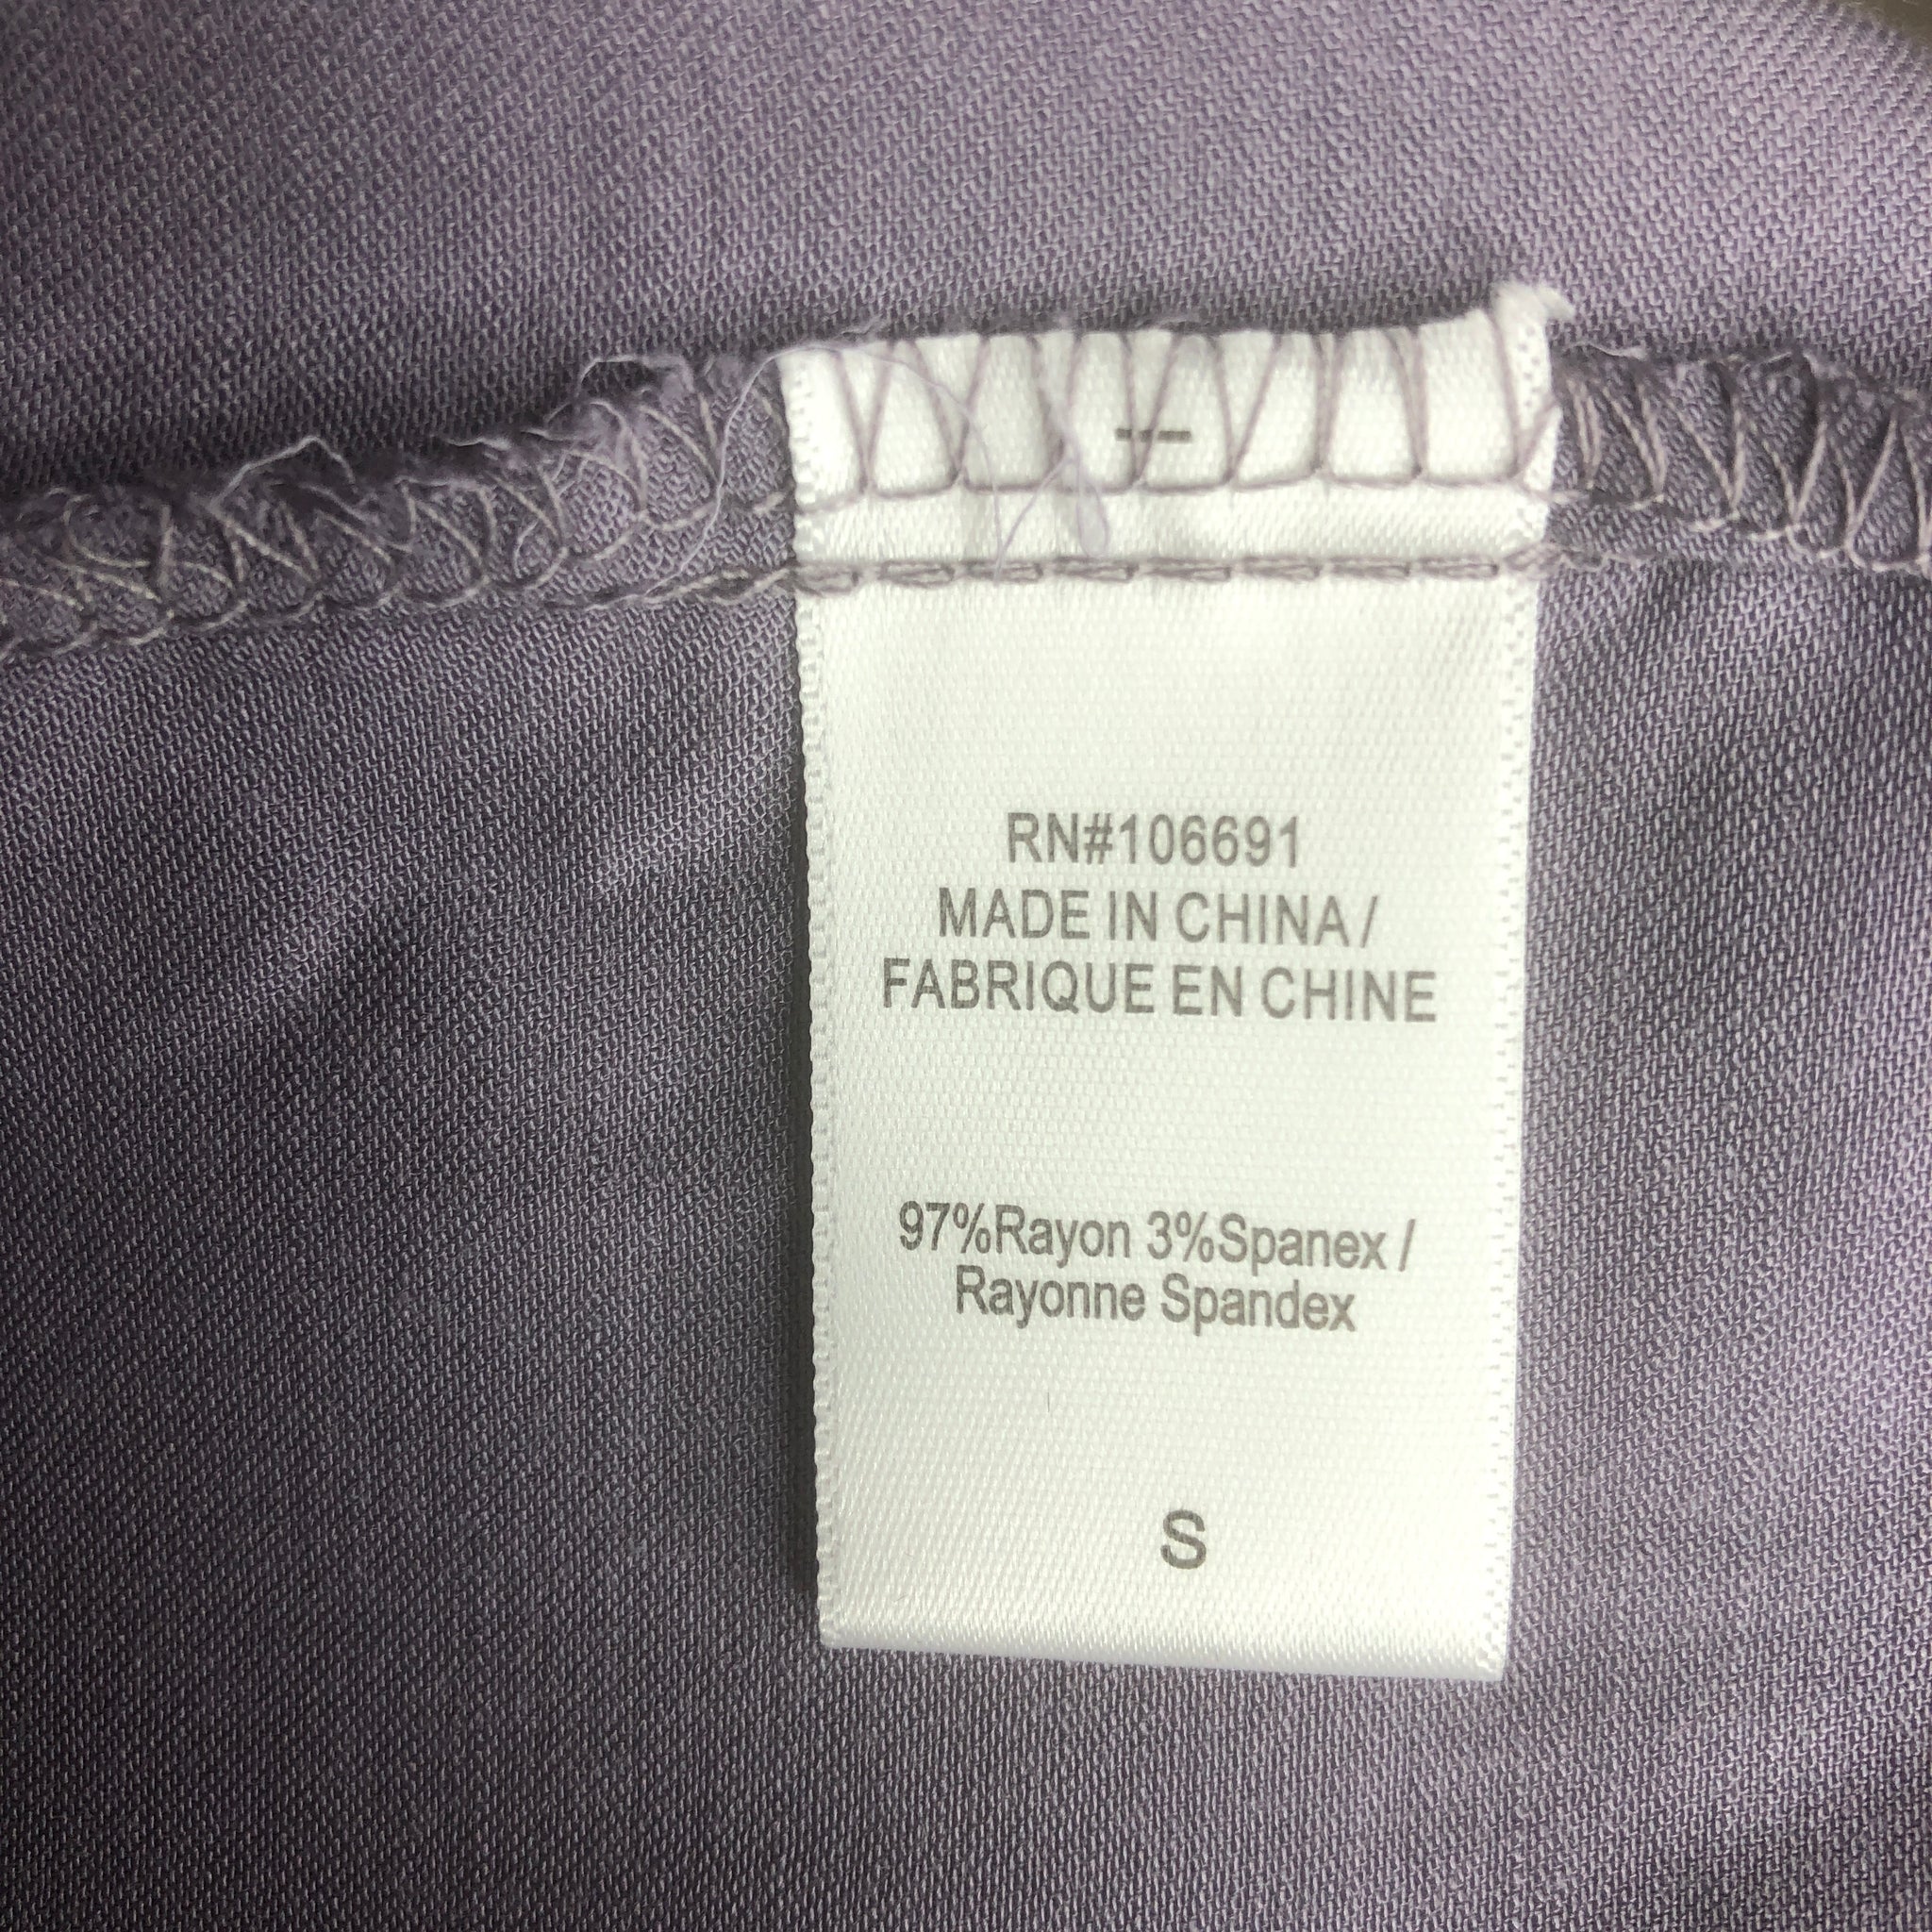 RN#106691
MADE IN CHINA /
FABRIQUE EN CHINE
97%Rayon 3%Spanex /
Rayonne Spandex
S